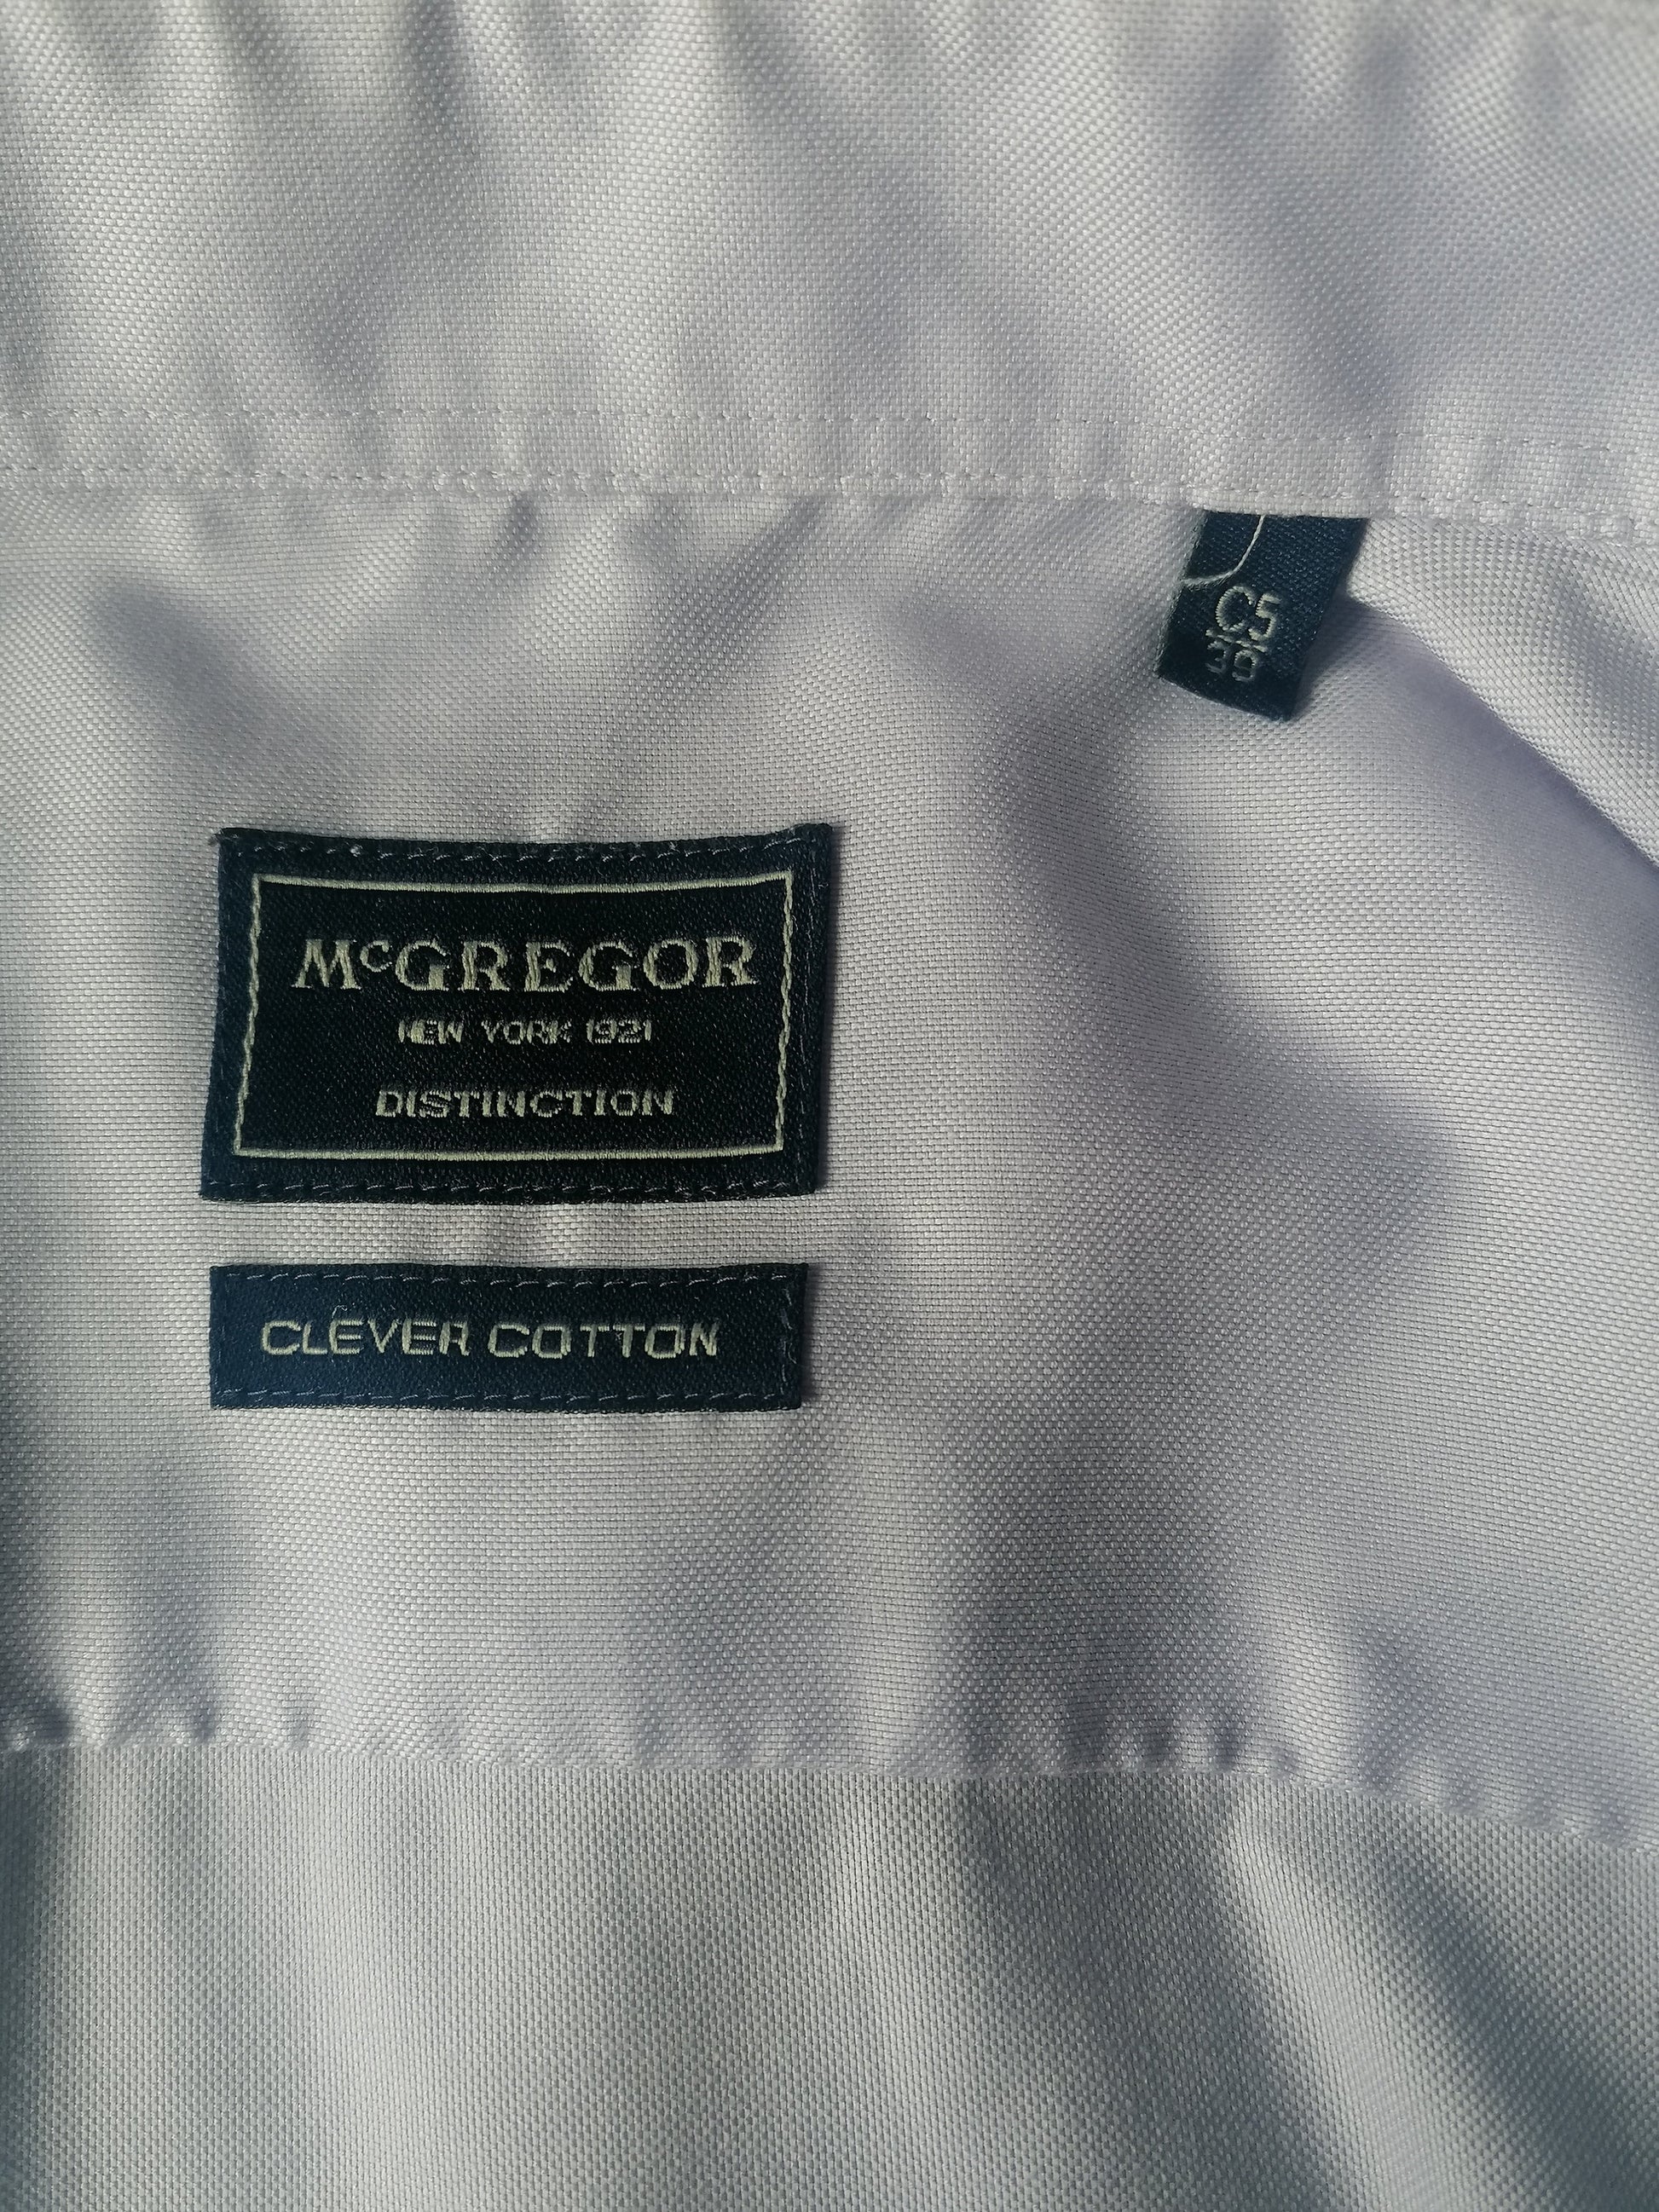 C5
39
McGREGOR
NEW YORK 1921
DISTINCTION
CLEVER COTTON